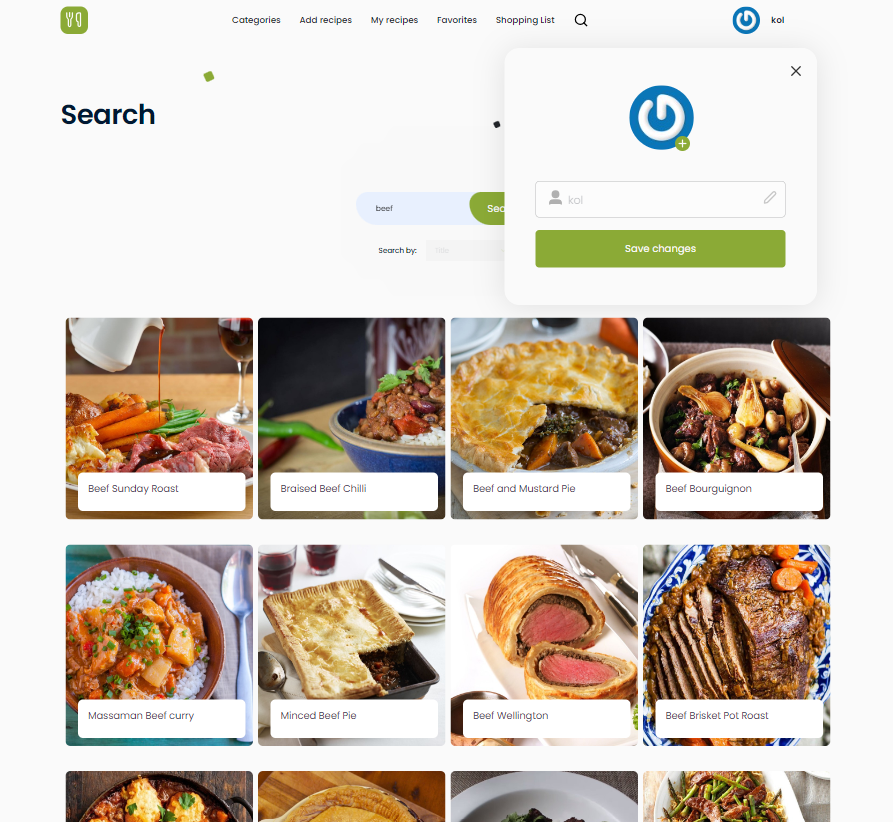 Categories
Add recipes
My recipes
Favorites
Shopping List
kol
Search
kol
Save changes
beef
Search by:
Title
Beef Sunday Roast
Braised Beef Chilli
Beef and Mustard Pie
Beef Bourguignon
Massaman Beef curry
Minced Beef Pie
Beef Wellington
Beef Brisket Pot Roast